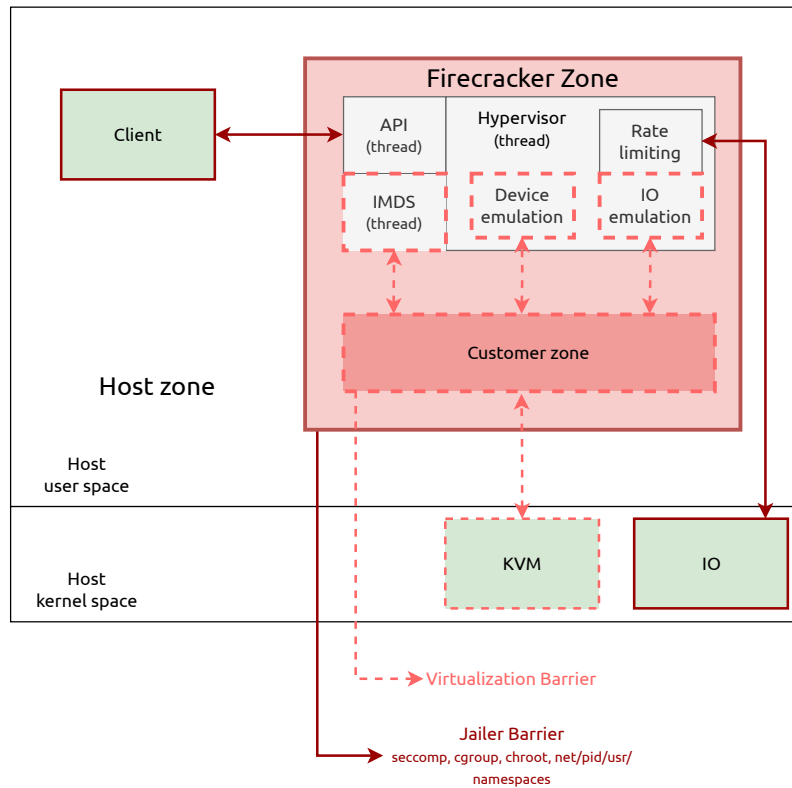 Firecracker Zone
Client
API
(thread)
Hypervisor
(thread)
Rate
limiting
IMDS
(thread)
Device
emulation
IO
emulation
Customer zone
Host zone
Host
user space
Host
kernel space
KVM
IO
Virtualization Barrier
Jailer Barrier
seccomp, cgroup, chroot, net/pid/usr/
namespaces